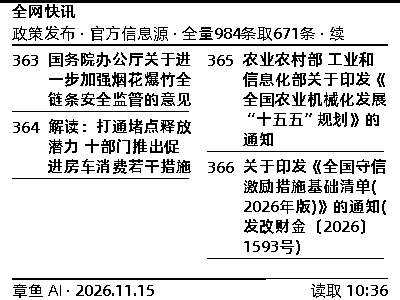 全网快讯
政策发布 · 官方信息源 · 全量984条取671条 · 续
363 国务院办公厅关于进
一步加强烟花爆竹全
链条安全监管的意见
364 解读：打通堵点释放
潜力 十部门推出促
进房车消费若干措施
365 农业农村部 工业和
信息化部关于印发《
全国农业机械化发展
“十五五”规划》的
通知
366 关于印发《全国守信
激励措施基础清单(
2026年版)》的通知(
发改财金〔2026〕
1593号)
章鱼 AI · 2026.11.15
读取 10:36